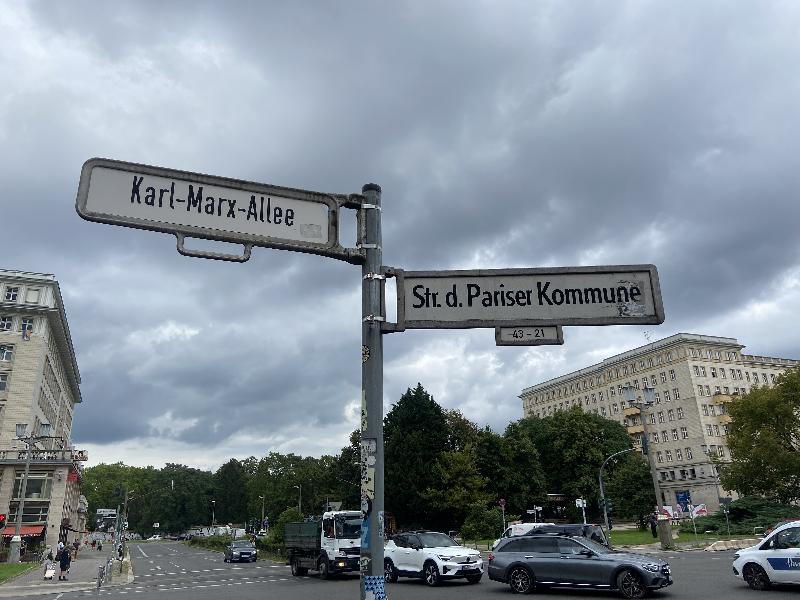 Karl-Marx-Allee
Str. d. Pariser Kommune
43 - 21